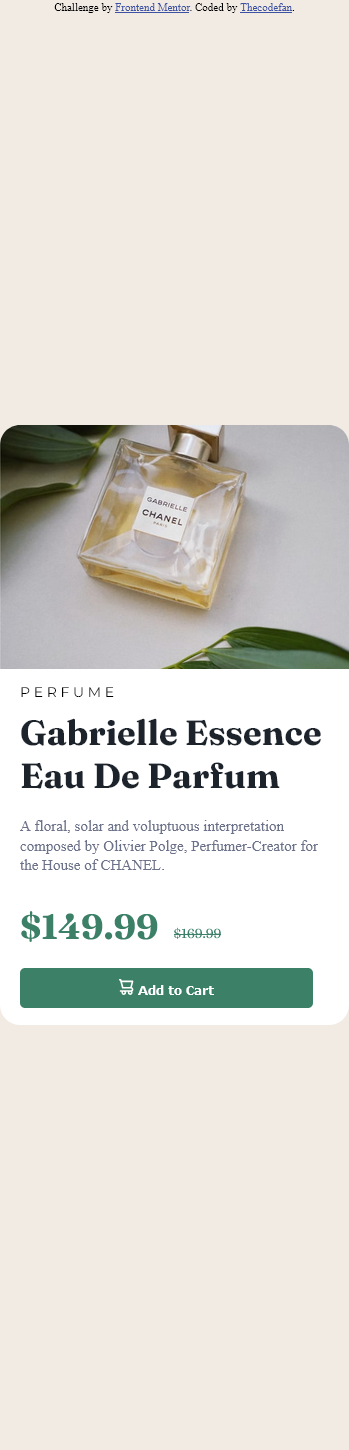 Challenge by Frontend Mentor. Coded by Thecodefan.
GABRIELLE
CHANEL
PARIS
PERFUME
Gabrielle Essence
Eau De Parfum
A floral, solar and voluptuous interpretation
composed by Olivier Polge, Perfumer-Creator for
the House of CHANEL.
$149.99 $169.99
Add to Cart